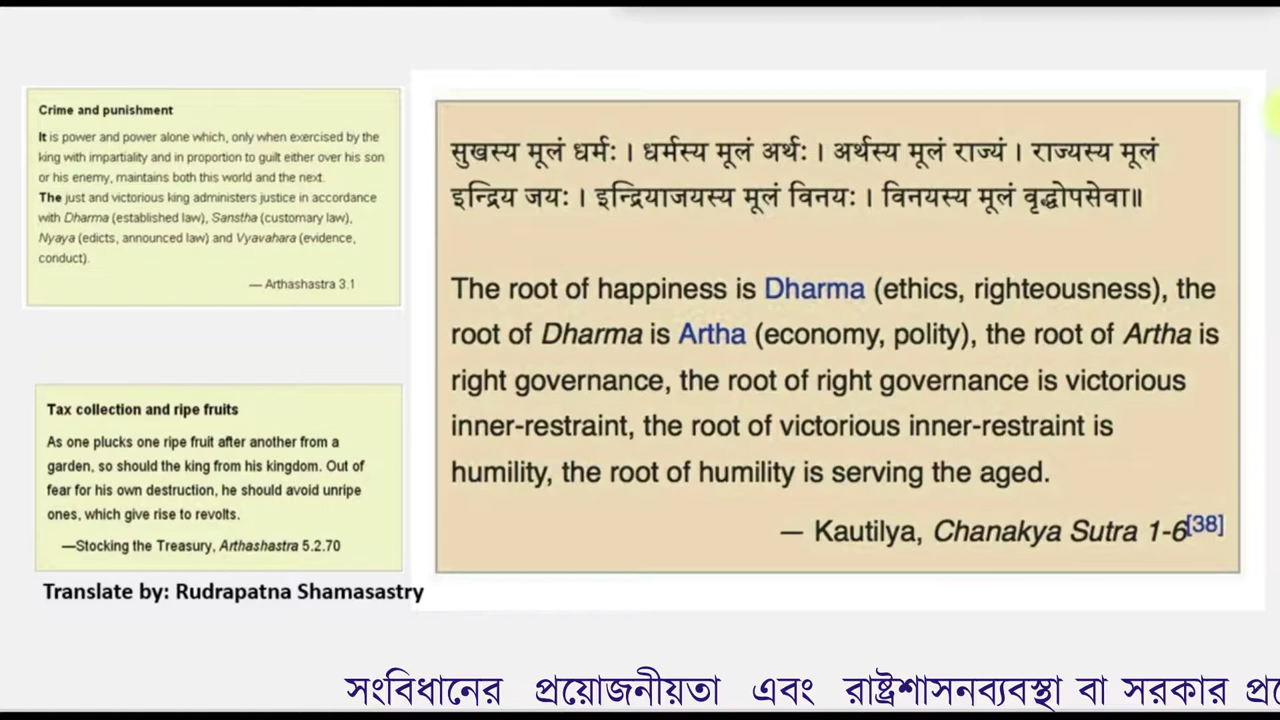 Crime and punishment
It is power and power alone which, only when exercised by the
king with impartiality and in proportion to guilt either over his son
or his enemy, maintains both this world and the next.
The just and victorious king administers justice in accordance
with Dharma (established law), Sanstha (customary law),
Nyaya (edicts, announced law) and Vyavahara (evidence,
conduct).
— Arthashastra 3.1
Tax collection and ripe fruits
As one plucks one ripe fruit after another from a
garden, so should the king from his kingdom. Out of
fear for his own destruction, he should avoid unripe
ones, which give rise to revolts.
—Stocking the Treasury, Arthashastra 5.2.70
Translate by: Rudrapatna Shamasastry
सुखस्य मूलं धर्मः । धर्मस्य मूलं अर्थः । अर्थस्य मूलं राज्यं । राज्यस्य मूलं
इन्द्रिय जयः । इन्द्रियाजयस्य मूलं विनयः । विनयस्य मूलं वृद्धोपसेवा॥
The root of happiness is Dharma (ethics, righteousness), the
root of Dharma is Artha (economy, polity), the root of Artha is
right governance, the root of right governance is victorious
inner-restraint, the root of victorious inner-restraint is
humility, the root of humility is serving the aged.
— Kautilya, Chanakya Sutra 1-6[38]
সংবিধানের প্রয়োজনীয়তা এবং রাষ্ট্রশাসনব্যবস্থা বা সরকার